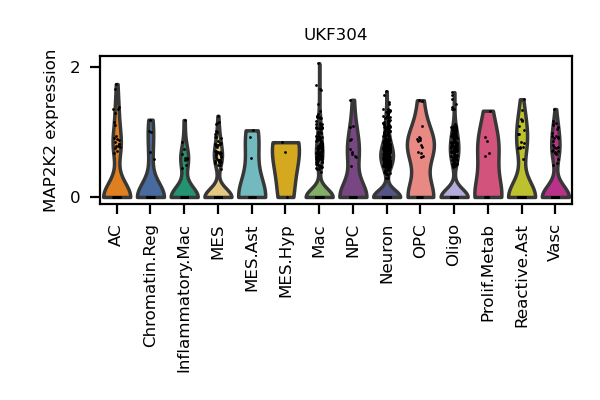 UKF304
MAP2K2 expression
2
0
AC
Chromatin.Reg
Inflammatory.Mac
MES
MES.Ast
MES.Hyp
Mac
NPC
Neuron
OPC
Oligo
Prolif.Metab
Reactive.Ast
Vasc